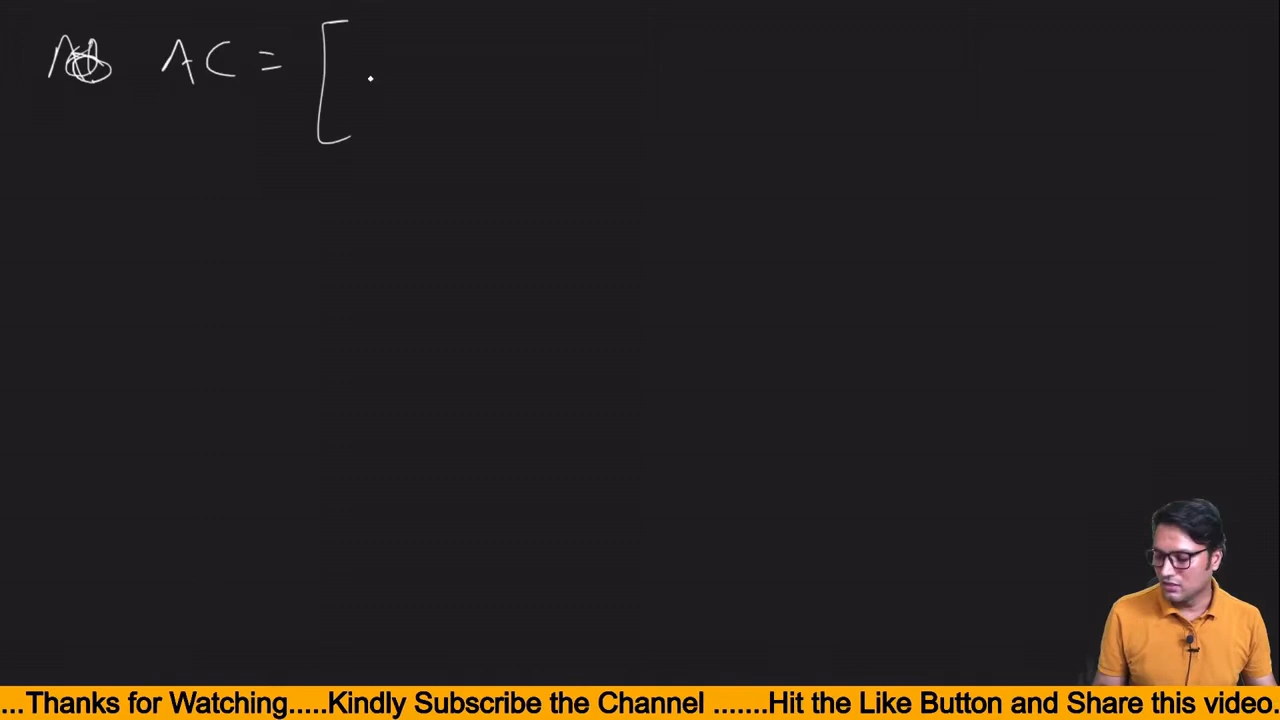 AC = [
...Thanks for Watching.....Kindly Subscribe the Channel .......Hit the Like Button and Share this video.